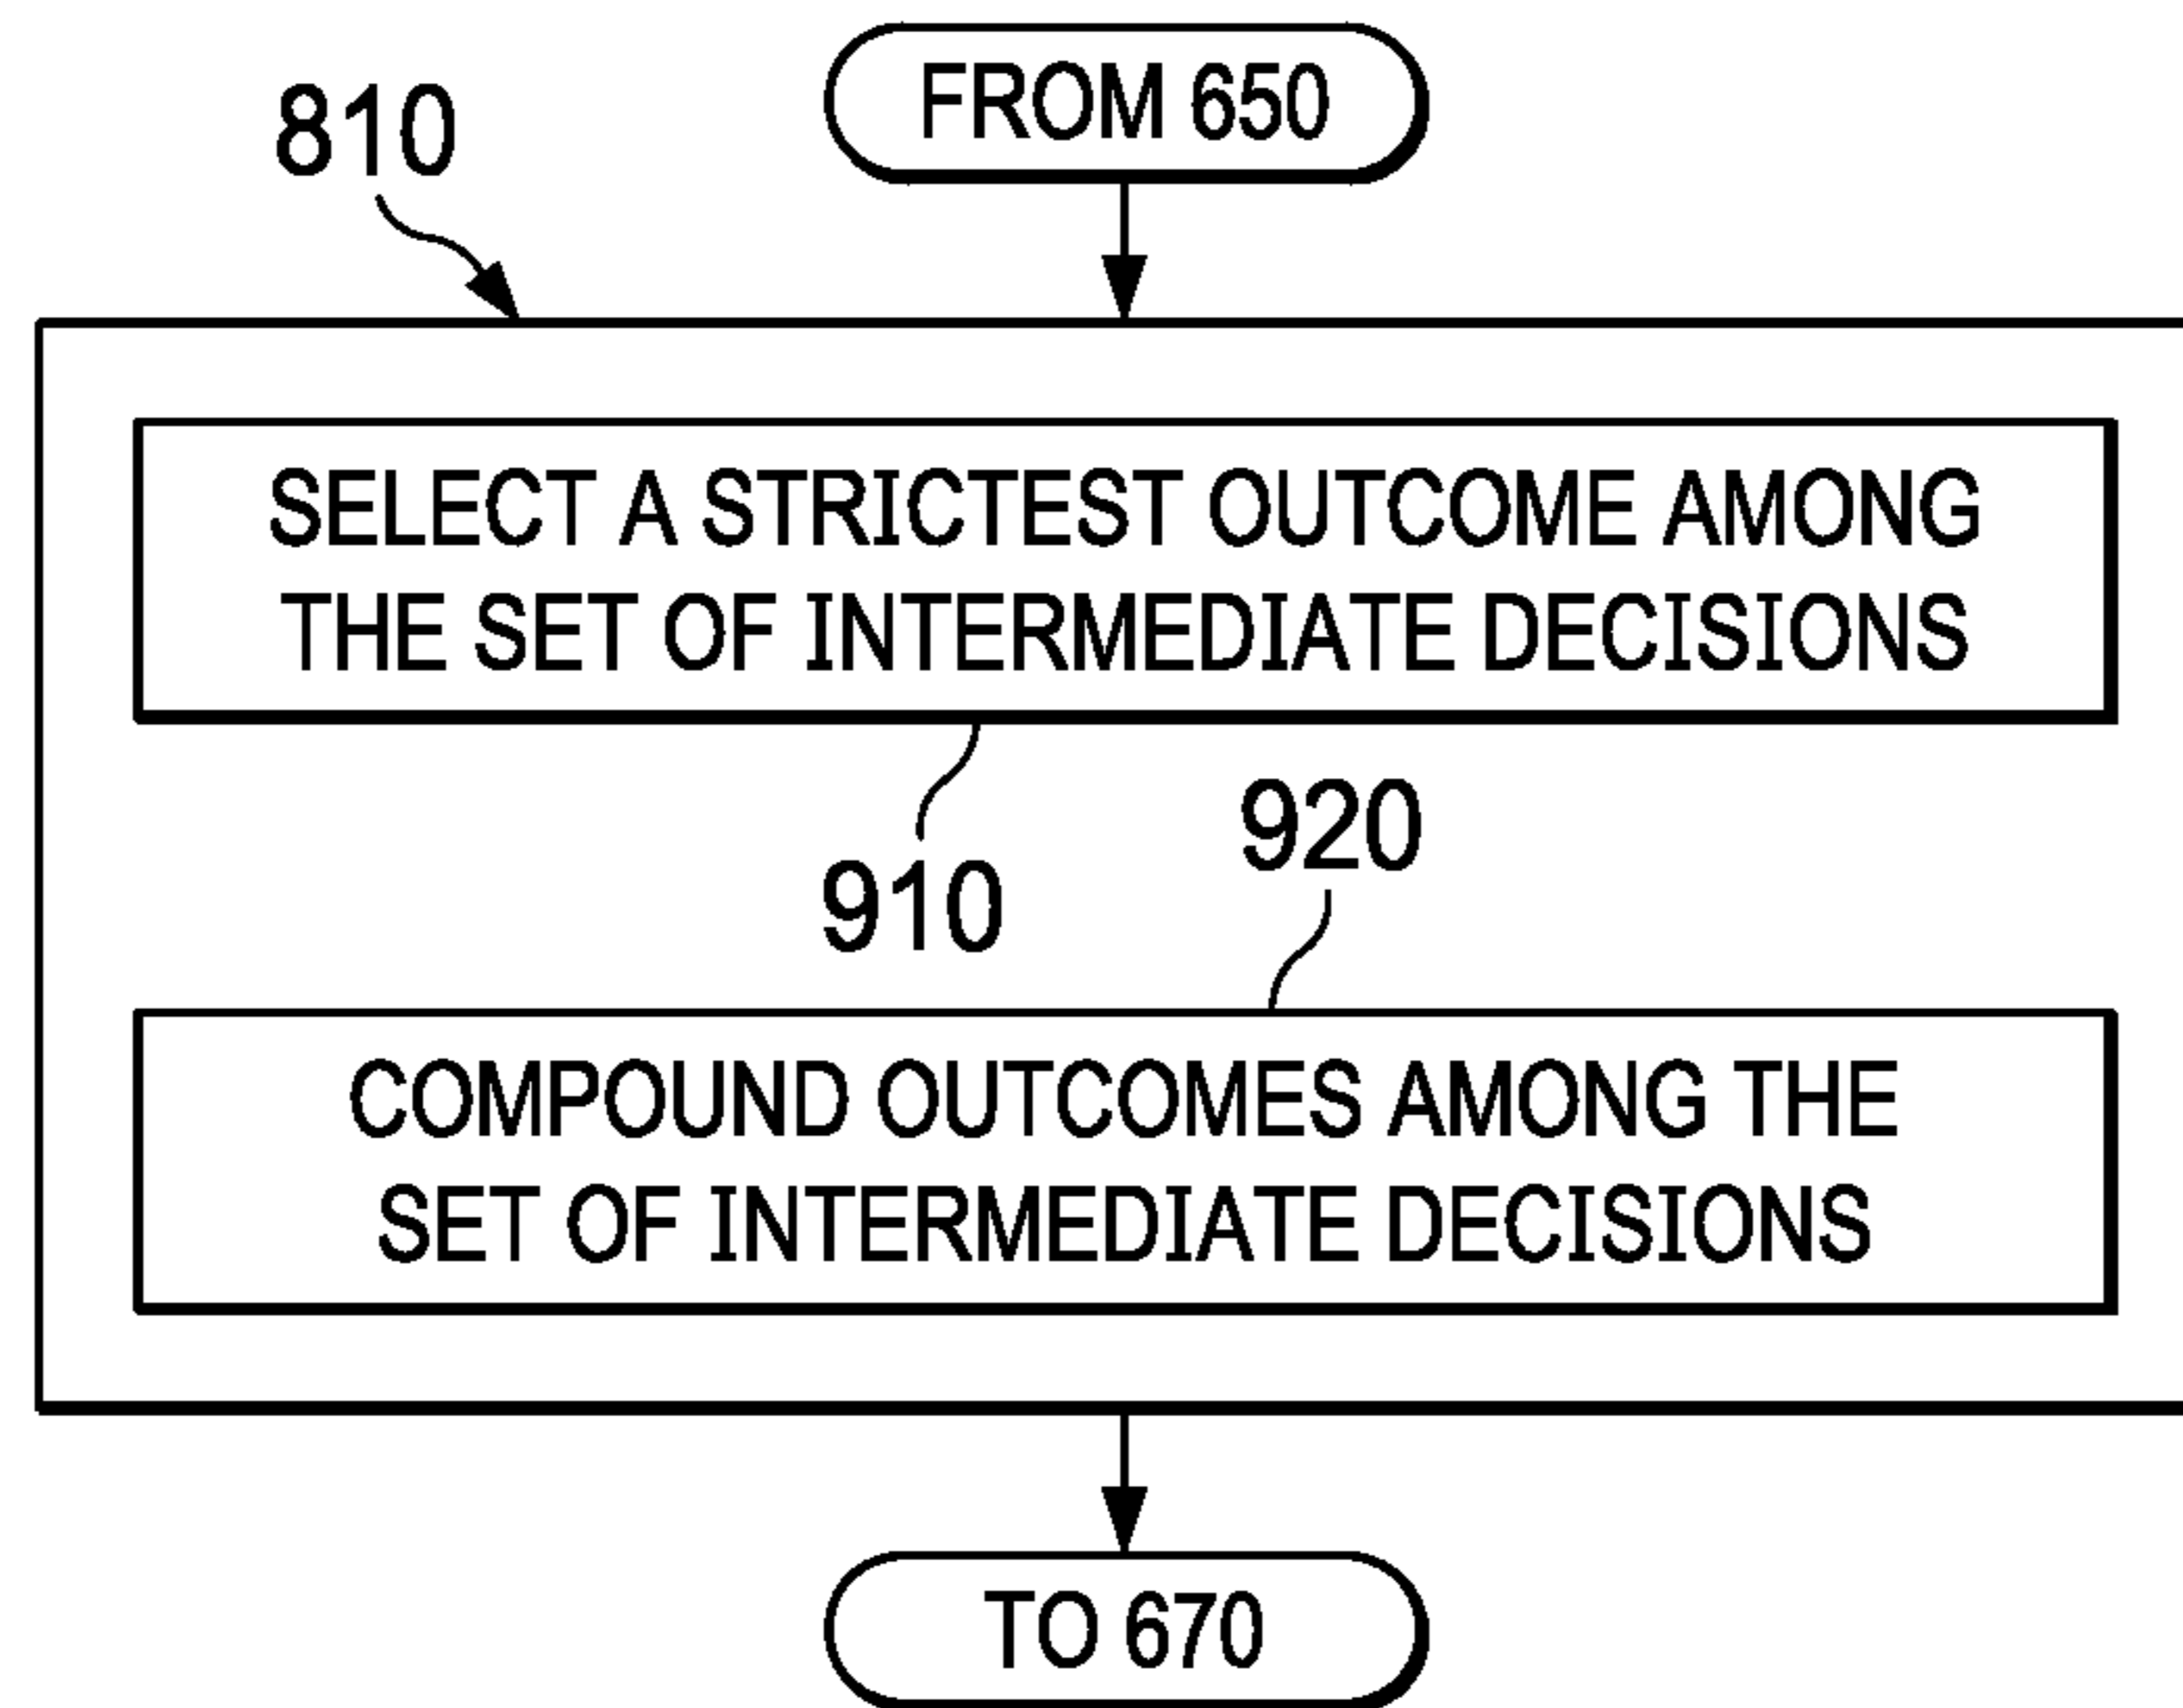 FROM 650
810
SELECT A STRICTEST OUTCOME AMONG
THE SET OF INTERMEDIATE DECISIONS
910
920
COMPOUND OUTCOMES AMONG THE
SET OF INTERMEDIATE DECISIONS
TO 670